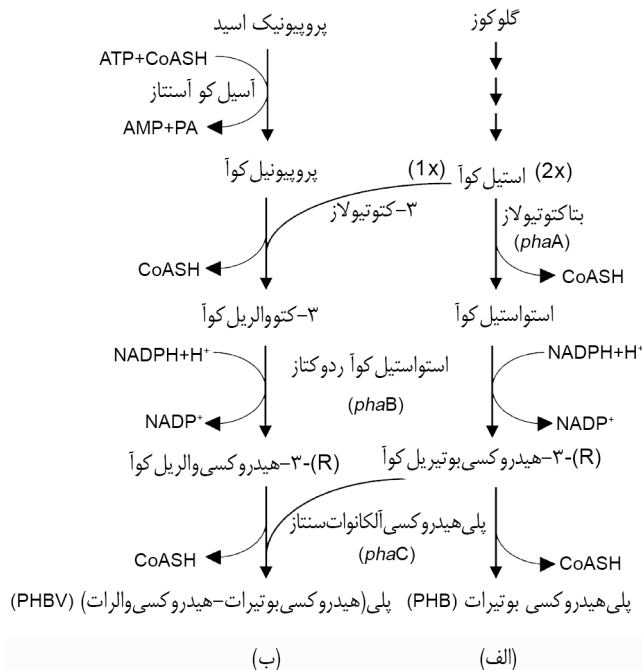 گلوکوز
پروپیونیک اسید
ATP+CoASH
آسیل کو آسنتاز
AMP+PA
(2x) استیل کوآ (1x)
پروپیونیل کوآ
بتاکتوتیولاز
(phaA)
۳-کتوتیولاز
CoASH
CoASH
استواستیل کوآ
۳-کتووالریل کوآ
NADPH+H⁺
NADPH+H⁺
استواستیل کوآ ردوکتاز
(phaB)
NADP⁺
NADP⁺
(R)-۳-هیدروکسی‌بوتیریل کوآ
(R)-۳-هیدروکسی‌والریل کوآ
پلی‌هیدروکسی‌آلکانوات‌سنتاز
(phaC)
CoASH
CoASH
پلی‌هیدروکسی بوتیرات (PHB)
پلی(هیدروکسی‌بوتیرات-هیدروکسی‌والرات) (PHBV)
(الف)
(ب)